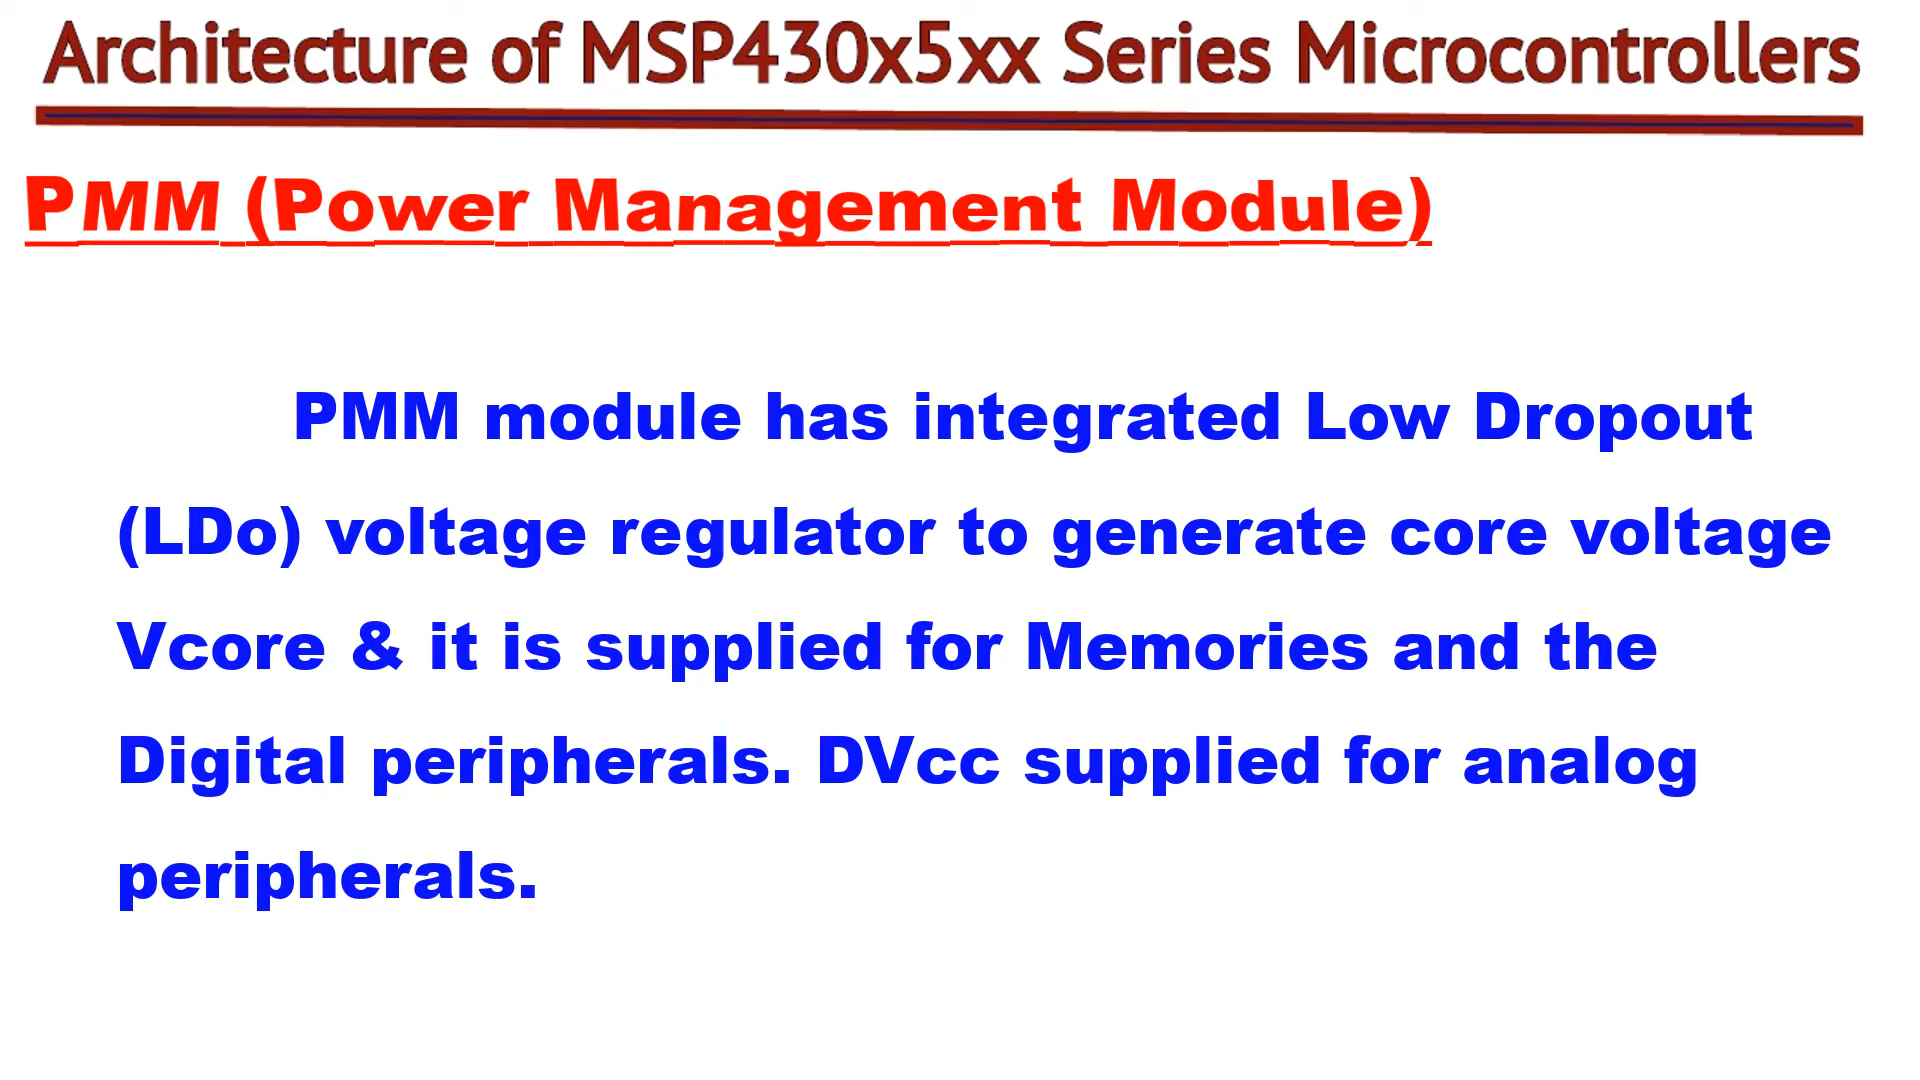 Architecture of MSP430x5xx Series Microcontrollers
PMM (Power Management Module)
PMM module has integrated Low Dropout
(LDo) voltage regulator to generate core voltage
Vcore & it is supplied for Memories and the
Digital peripherals. DVcc supplied for analog
peripherals.